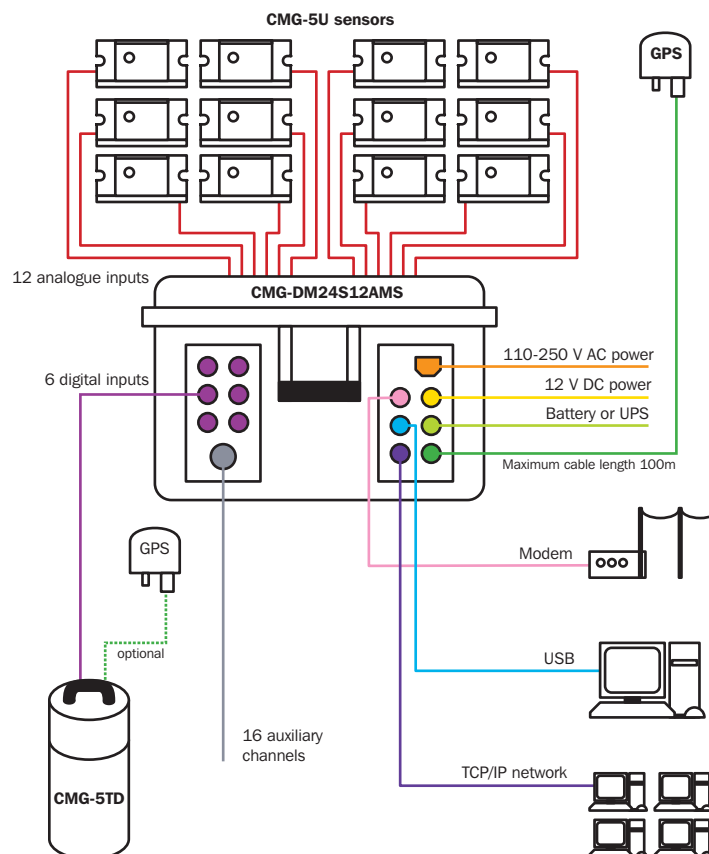 CMG-5U sensors
GPS
12 analogue inputs
CMG-DM24S12AMS
110-250 V AC power
6 digital inputs
12 V DC power
Battery or UPS
Maximum cable length 100m
GPS
Modem
optional
USB
16 auxiliary
channels
TCP/IP network
CMG-5TD